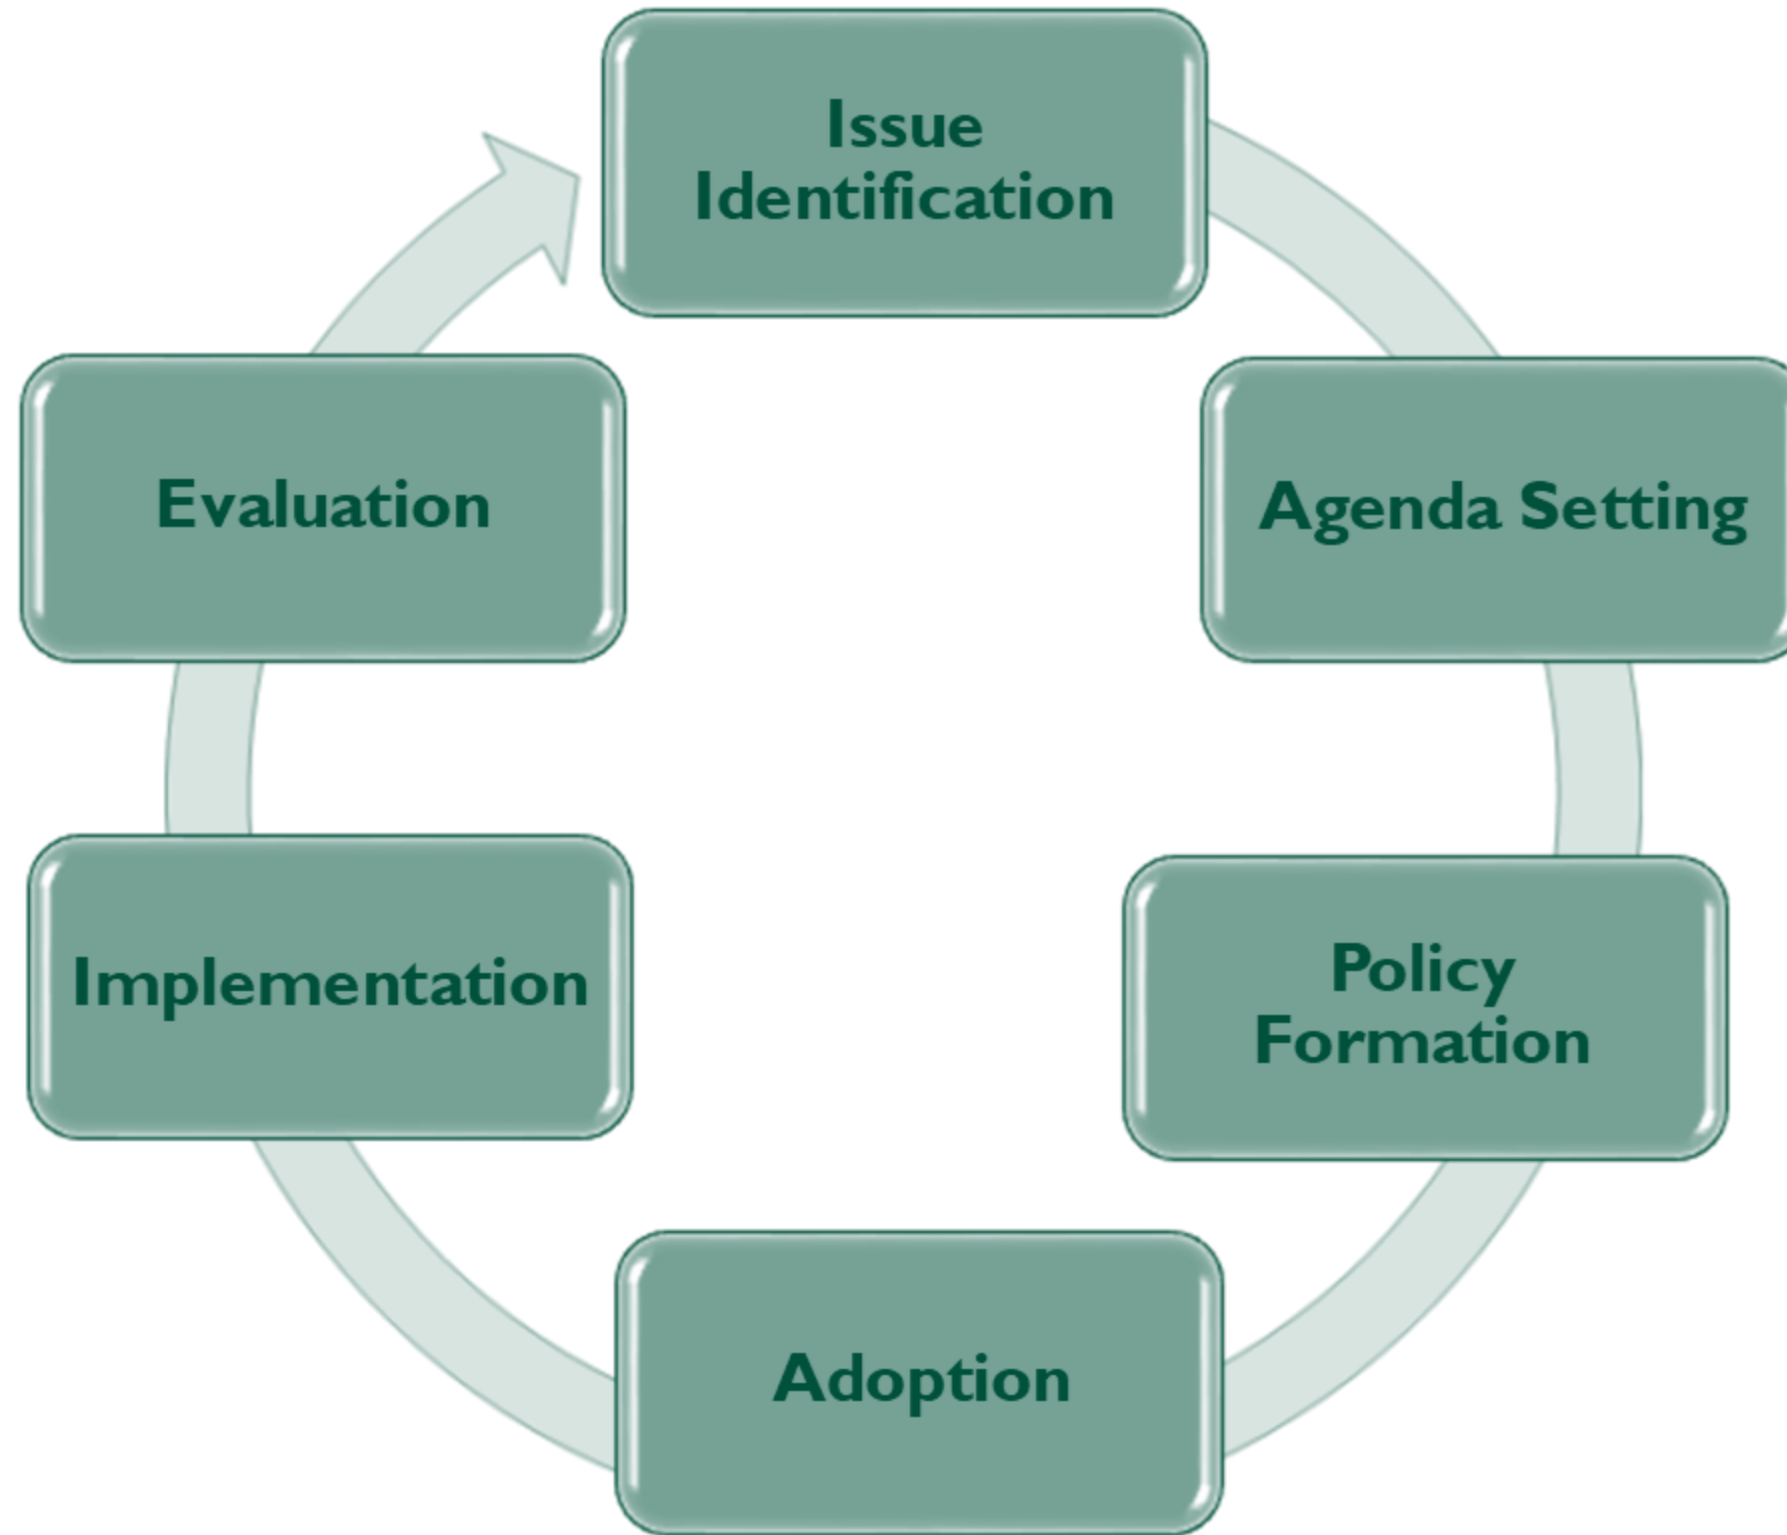 Issue
Identification
Agenda Setting
Policy
Formation
Adoption
Implementation
Evaluation